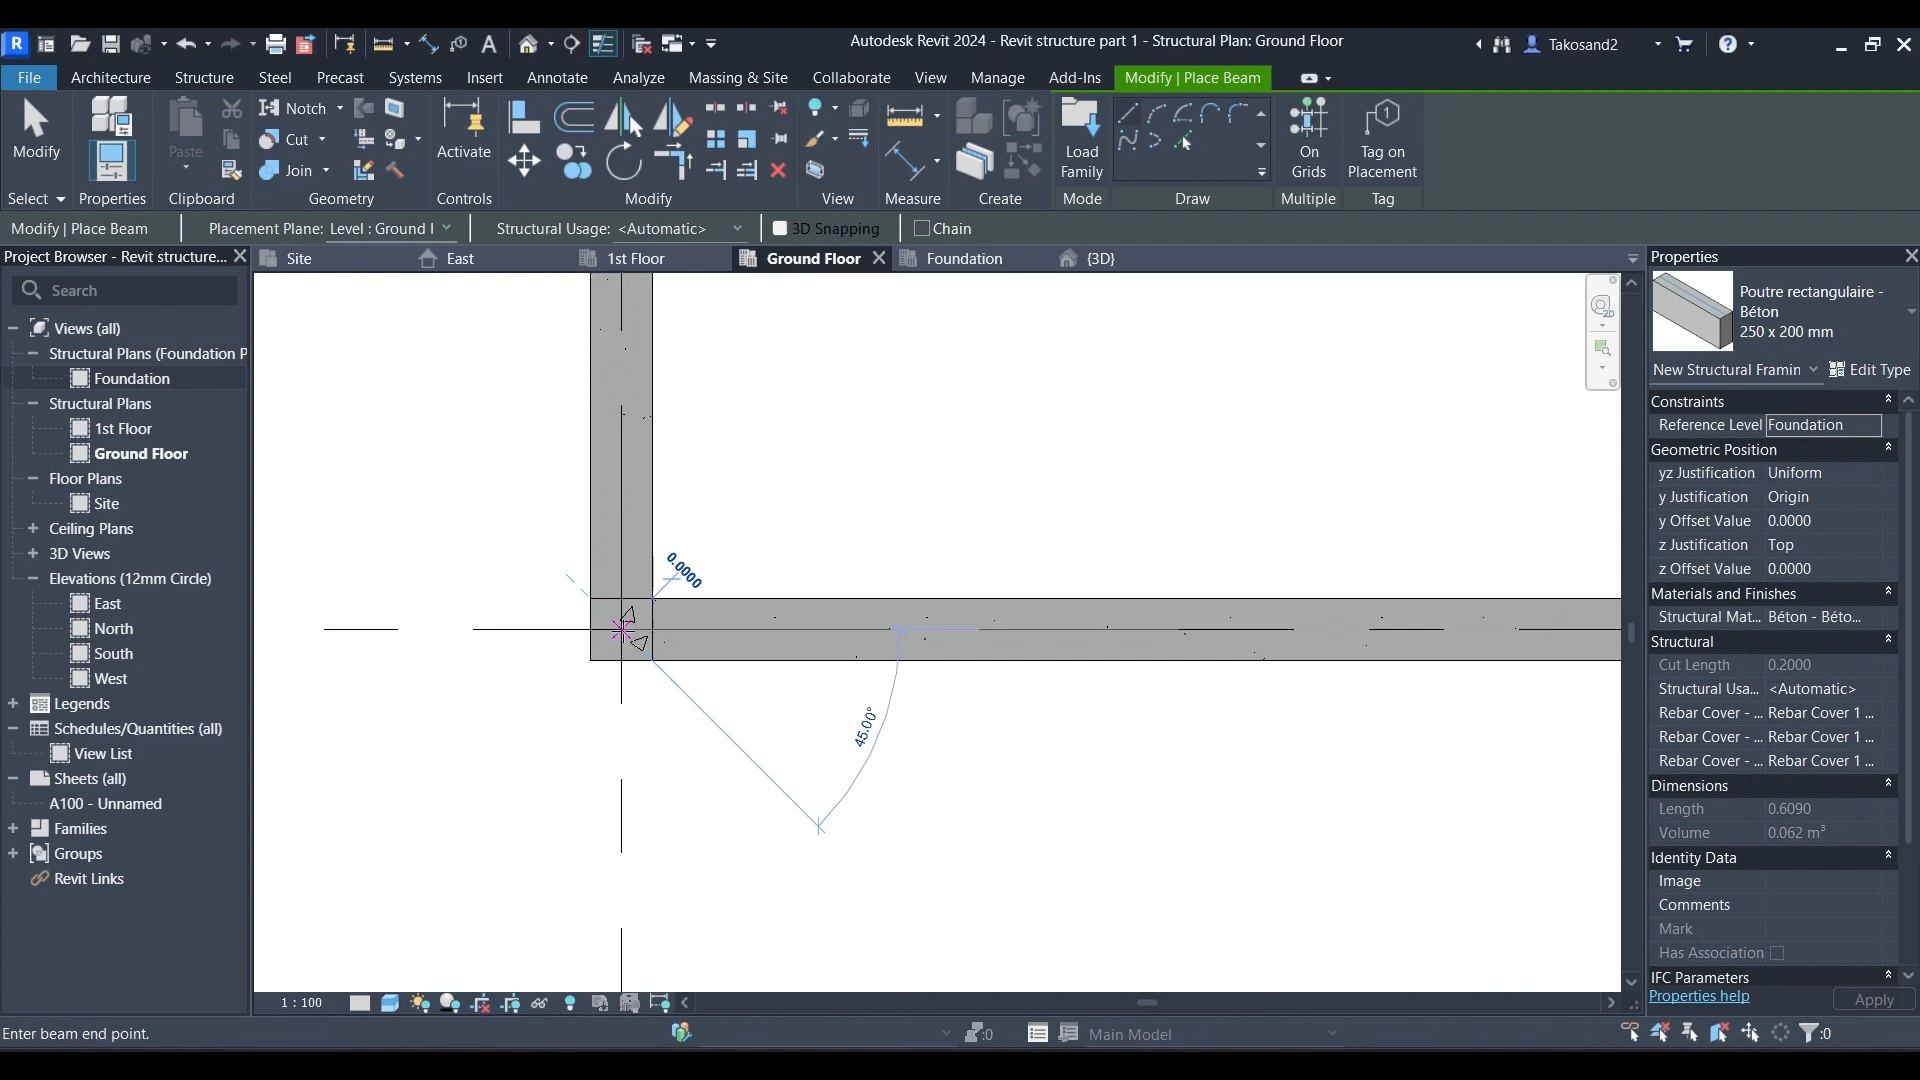 R
Autodesk Revit 2024 - Revit structure part 1 - Structural Plan: Ground Floor
Takosand2
File Architecture Structure Steel Precast Systems Insert Annotate Analyze Massing & Site Collaborate View Manage Add-Ins Modify | Place Beam
Modify
Paste
Notch
Cut
Join
Activate
Load
Family
On
Grids
Tag on
Placement
Select Properties Clipboard Geometry Controls Modify View Measure Create Mode Draw Multiple Tag
Modify | Place Beam Placement Plane: Level : Ground I Structural Usage: <Automatic> 3D Snapping Chain
Project Browser - Revit structure...
Site East 1st Floor Ground Floor Foundation {3D}
Search
Views (all)
Structural Plans (Foundation P
Foundation
Structural Plans
1st Floor
Ground Floor
Floor Plans
Site
Ceiling Plans
3D Views
Elevations (12mm Circle)
East
North
South
West
Legends
Schedules/Quantities (all)
View List
Sheets (all)
A100 - Unnamed
Families
Groups
Revit Links
2D
0.0000
45.00°
1 : 100
Properties
Poutre rectangulaire -
Béton
250 x 200 mm
New Structural Framin Edit Type
Constraints
Reference Level Foundation
Geometric Position
yz Justification Uniform
y Justification Origin
y Offset Value 0.0000
z Justification Top
z Offset Value 0.0000
Materials and Finishes
Structural Mat... Béton - Béto...
Structural
Cut Length 0.2000
Structural Usa... <Automatic>
Rebar Cover - ... Rebar Cover 1 ...
Rebar Cover - ... Rebar Cover 1 ...
Rebar Cover - ... Rebar Cover 1 ...
Dimensions
Length 0.6090
Volume 0.062 m³
Identity Data
Image
Comments
Mark
Has Association
IFC Parameters
Properties help Apply
Enter beam end point.
:0
Main Model
:0